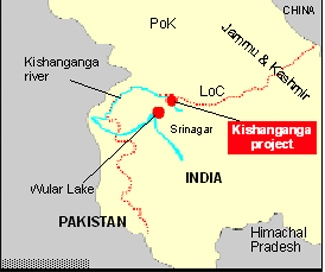 CHINA
PoK
Jammu & Kashmir
Kishanganga
river
LoC
Srinagar
Kishanganga
project
Wular Lake
INDIA
PAKISTAN
Himachal
Pradesh